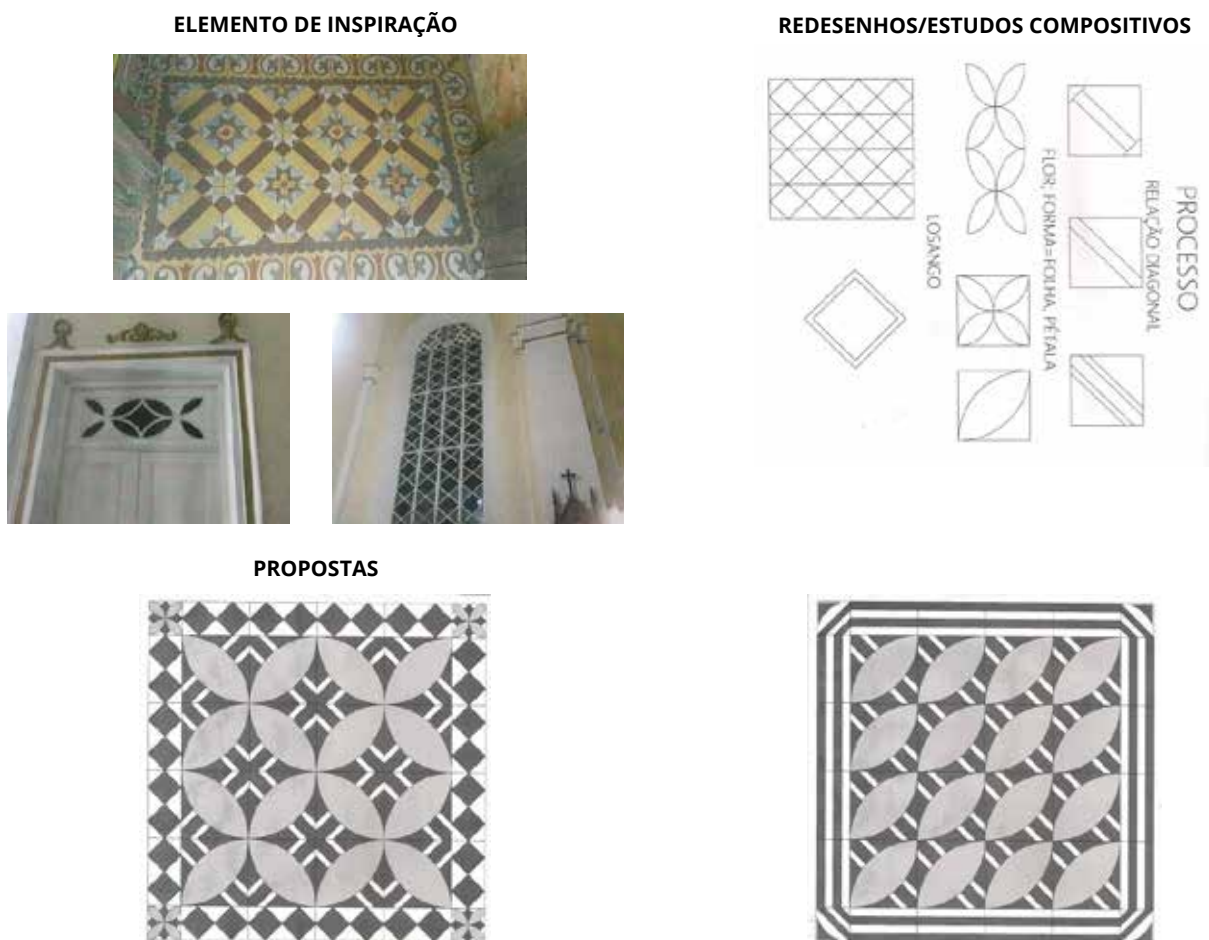 ELEMENTO DE INSPIRAÇÃO
REDESENHOS/ESTUDOS COMPOSITIVOS
PROCESSO
RELAÇÃO DIAGONAL
FLOR; FORMA=FOLHA, PÉTALA
LOSANGO
PROPOSTAS